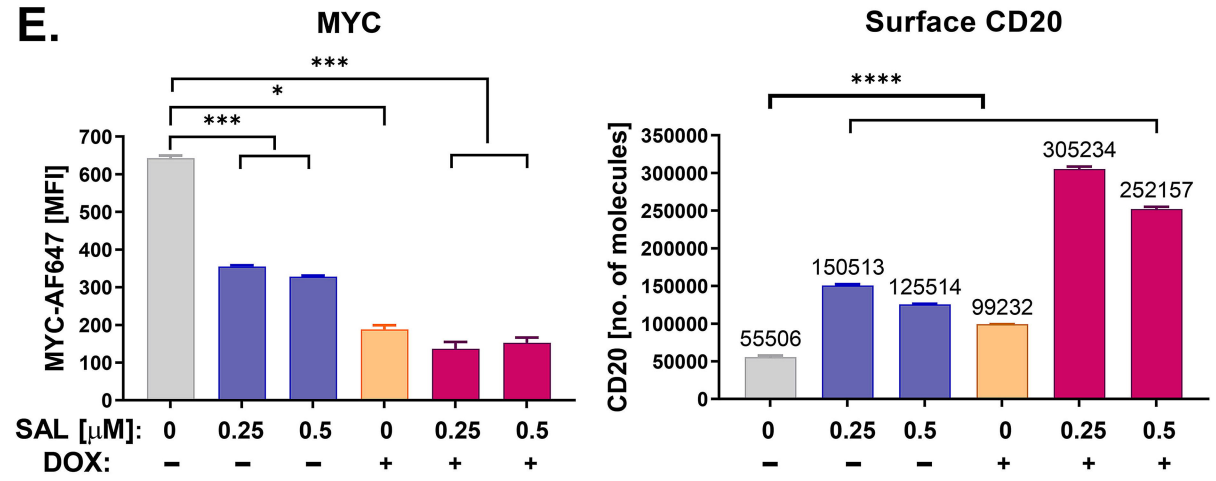 E.
MYC
Surface CD20
***
*
***
****
MYC-AF647 [MFI]
700
600
500
400
300
200
100
0
CD20 [no. of molecules]
350000
300000
250000
200000
150000
100000
50000
0
55506
150513
125514
99232
305234
252157
SAL [μM]: 0 0.25 0.5 0 0.25 0.5
DOX: – – – + + +
0 0.25 0.5 0 0.25 0.5
– – – + + +